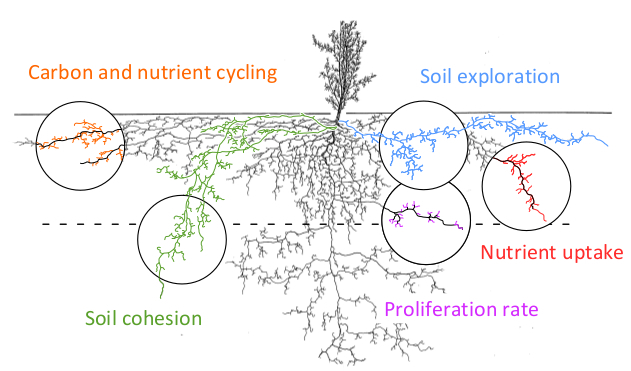 Carbon and nutrient cycling
Soil exploration
Nutrient uptake
Proliferation rate
Soil cohesion